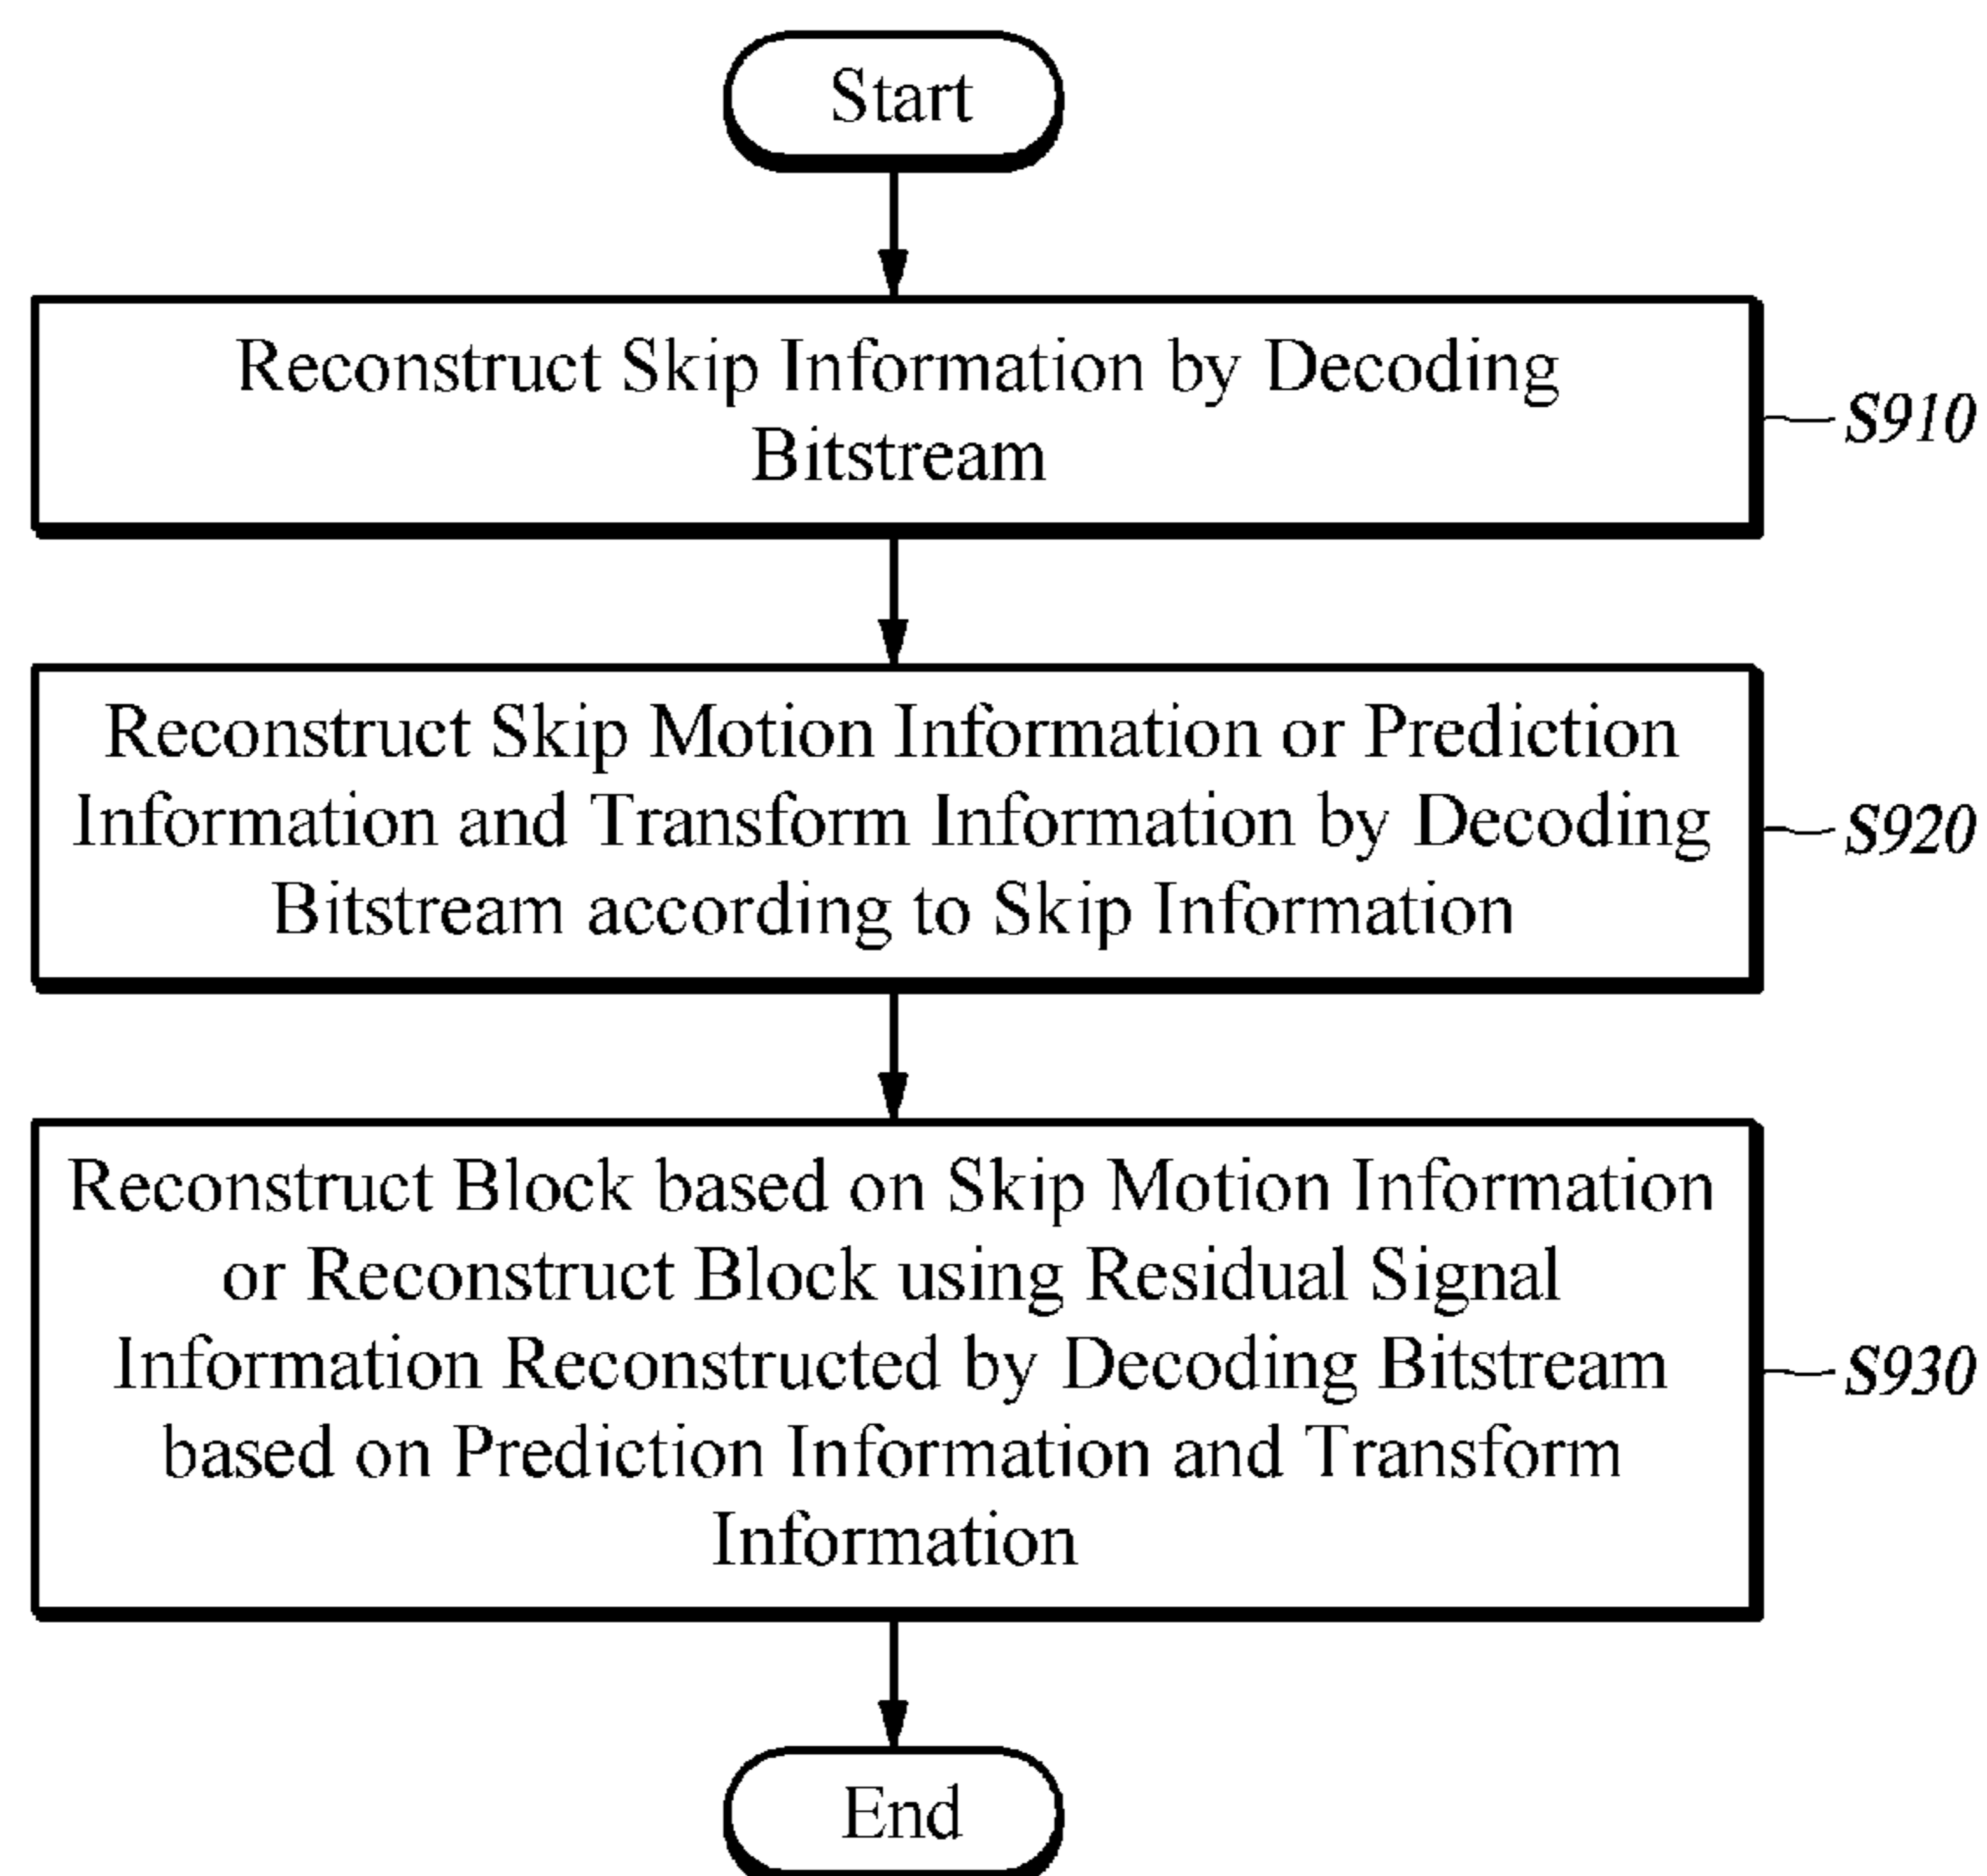 Start
Reconstruct Skip Information by Decoding
Bitstream
S910
Reconstruct Skip Motion Information or Prediction
Information and Transform Information by Decoding
Bitstream according to Skip Information
S920
Reconstruct Block based on Skip Motion Information
or Reconstruct Block using Residual Signal
Information Reconstructed by Decoding Bitstream
based on Prediction Information and Transform
Information
S930
End